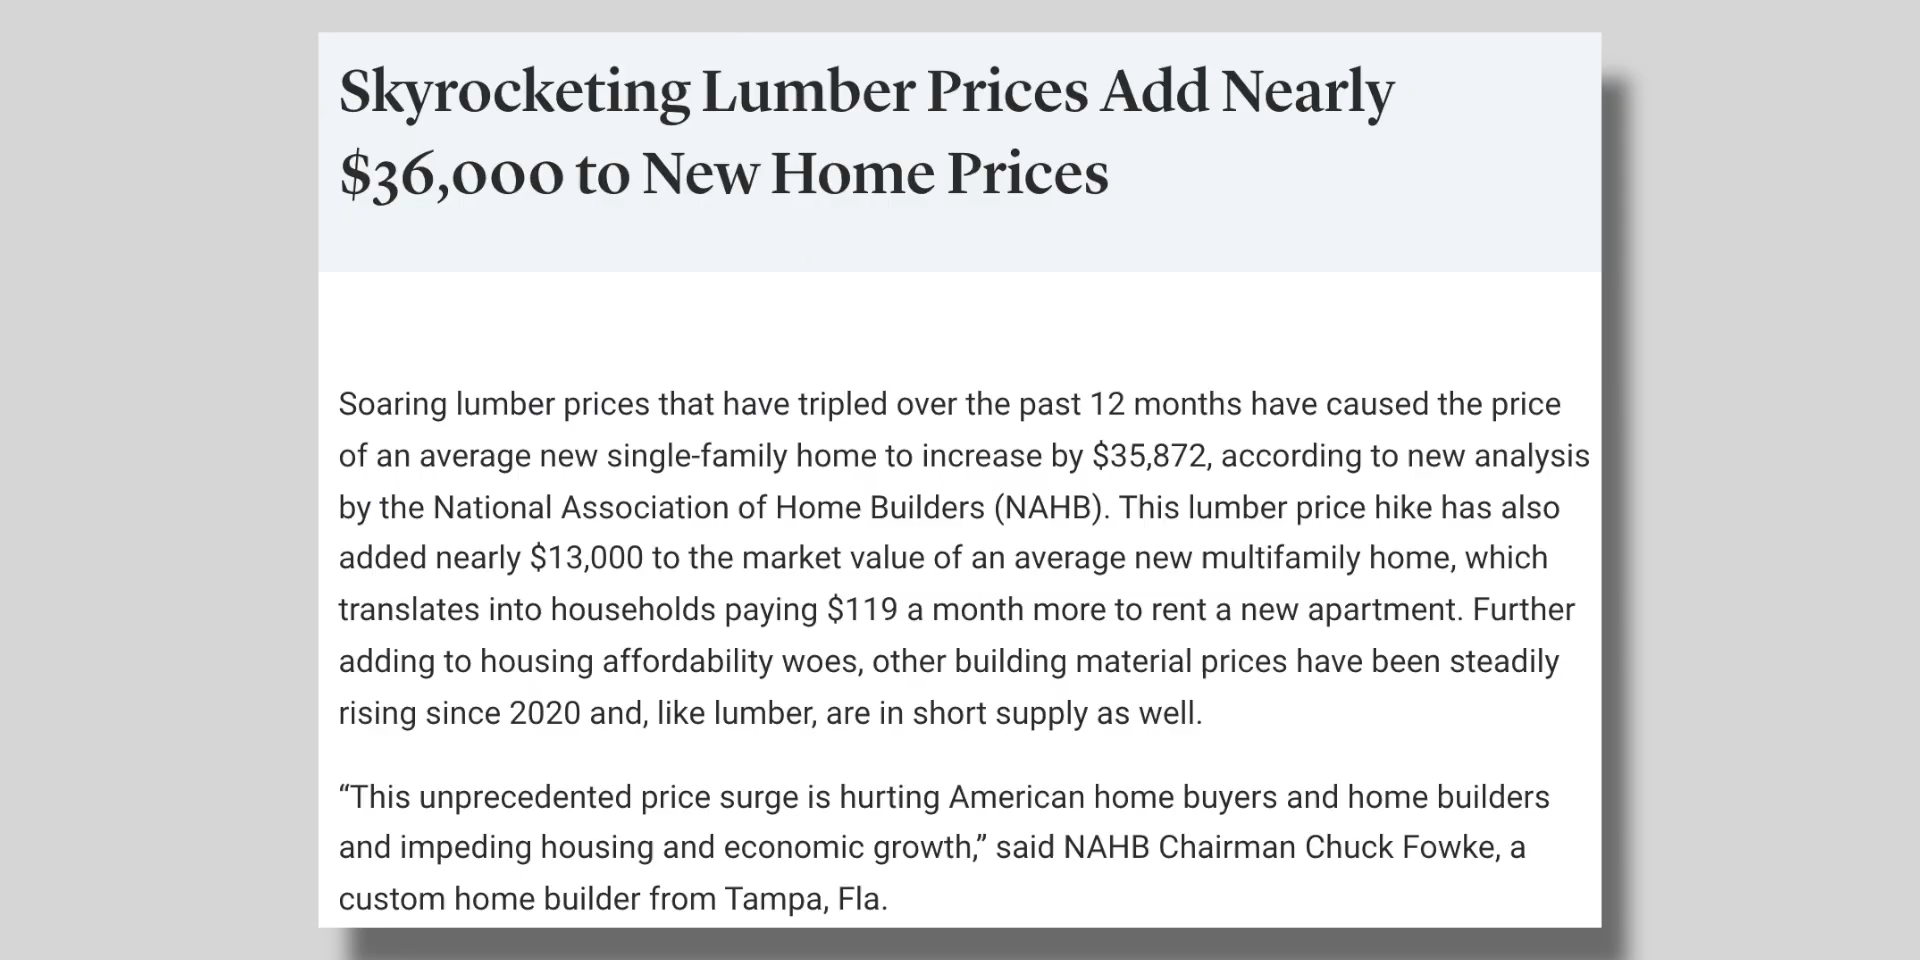 Skyrocketing Lumber Prices Add Nearly
$36,000 to New Home Prices
Soaring lumber prices that have tripled over the past 12 months have caused the price
of an average new single-family home to increase by $35,872, according to new analysis
by the National Association of Home Builders (NAHB). This lumber price hike has also
added nearly $13,000 to the market value of an average new multifamily home, which
translates into households paying $119 a month more to rent a new apartment. Further
adding to housing affordability woes, other building material prices have been steadily
rising since 2020 and, like lumber, are in short supply as well.
“This unprecedented price surge is hurting American home buyers and home builders
and impeding housing and economic growth,” said NAHB Chairman Chuck Fowke, a
custom home builder from Tampa, Fla.